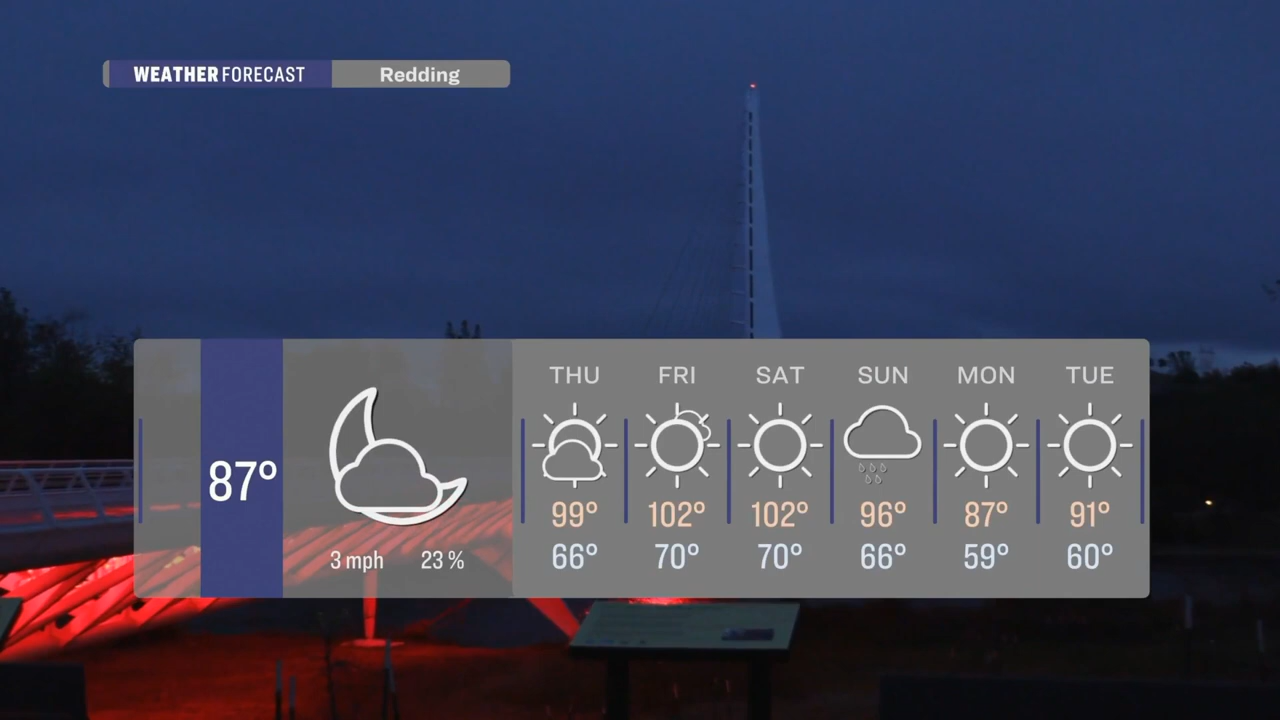 WEATHER FORECAST Redding
87°
3 mph 23 %
THU FRI SAT SUN MON TUE
99° 102° 102° 96° 87° 91°
66° 70° 70° 66° 59° 60°